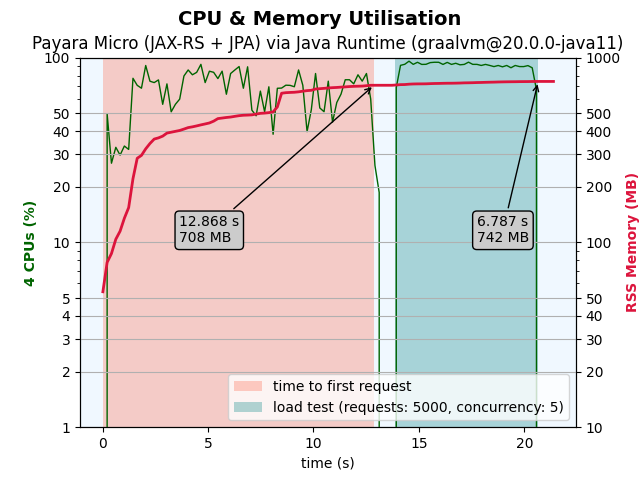 CPU & Memory Utilisation
Payara Micro (JAX-RS + JPA) via Java Runtime (graalvm@20.0.0-java11)
100
50
40
30
20
10
5
4
3
2
1
4 CPUs (%)
12.868 s
708 MB
6.787 s
742 MB
time to first request
load test (requests: 5000, concurrency: 5)
1000
500
400
300
200
100
50
40
30
20
10
RSS Memory (MB)
0
5
10
15
20
time (s)